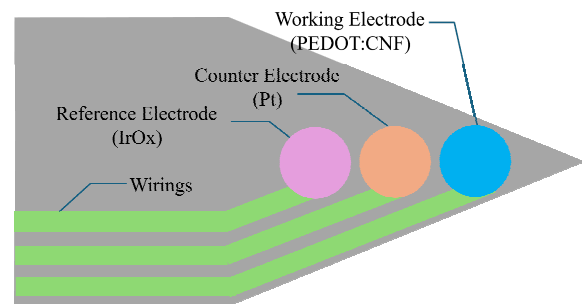 Working Electrode
(PEDOT:CNF)
Counter Electrode
(Pt)
Reference Electrode
(IrOx)
Wirings